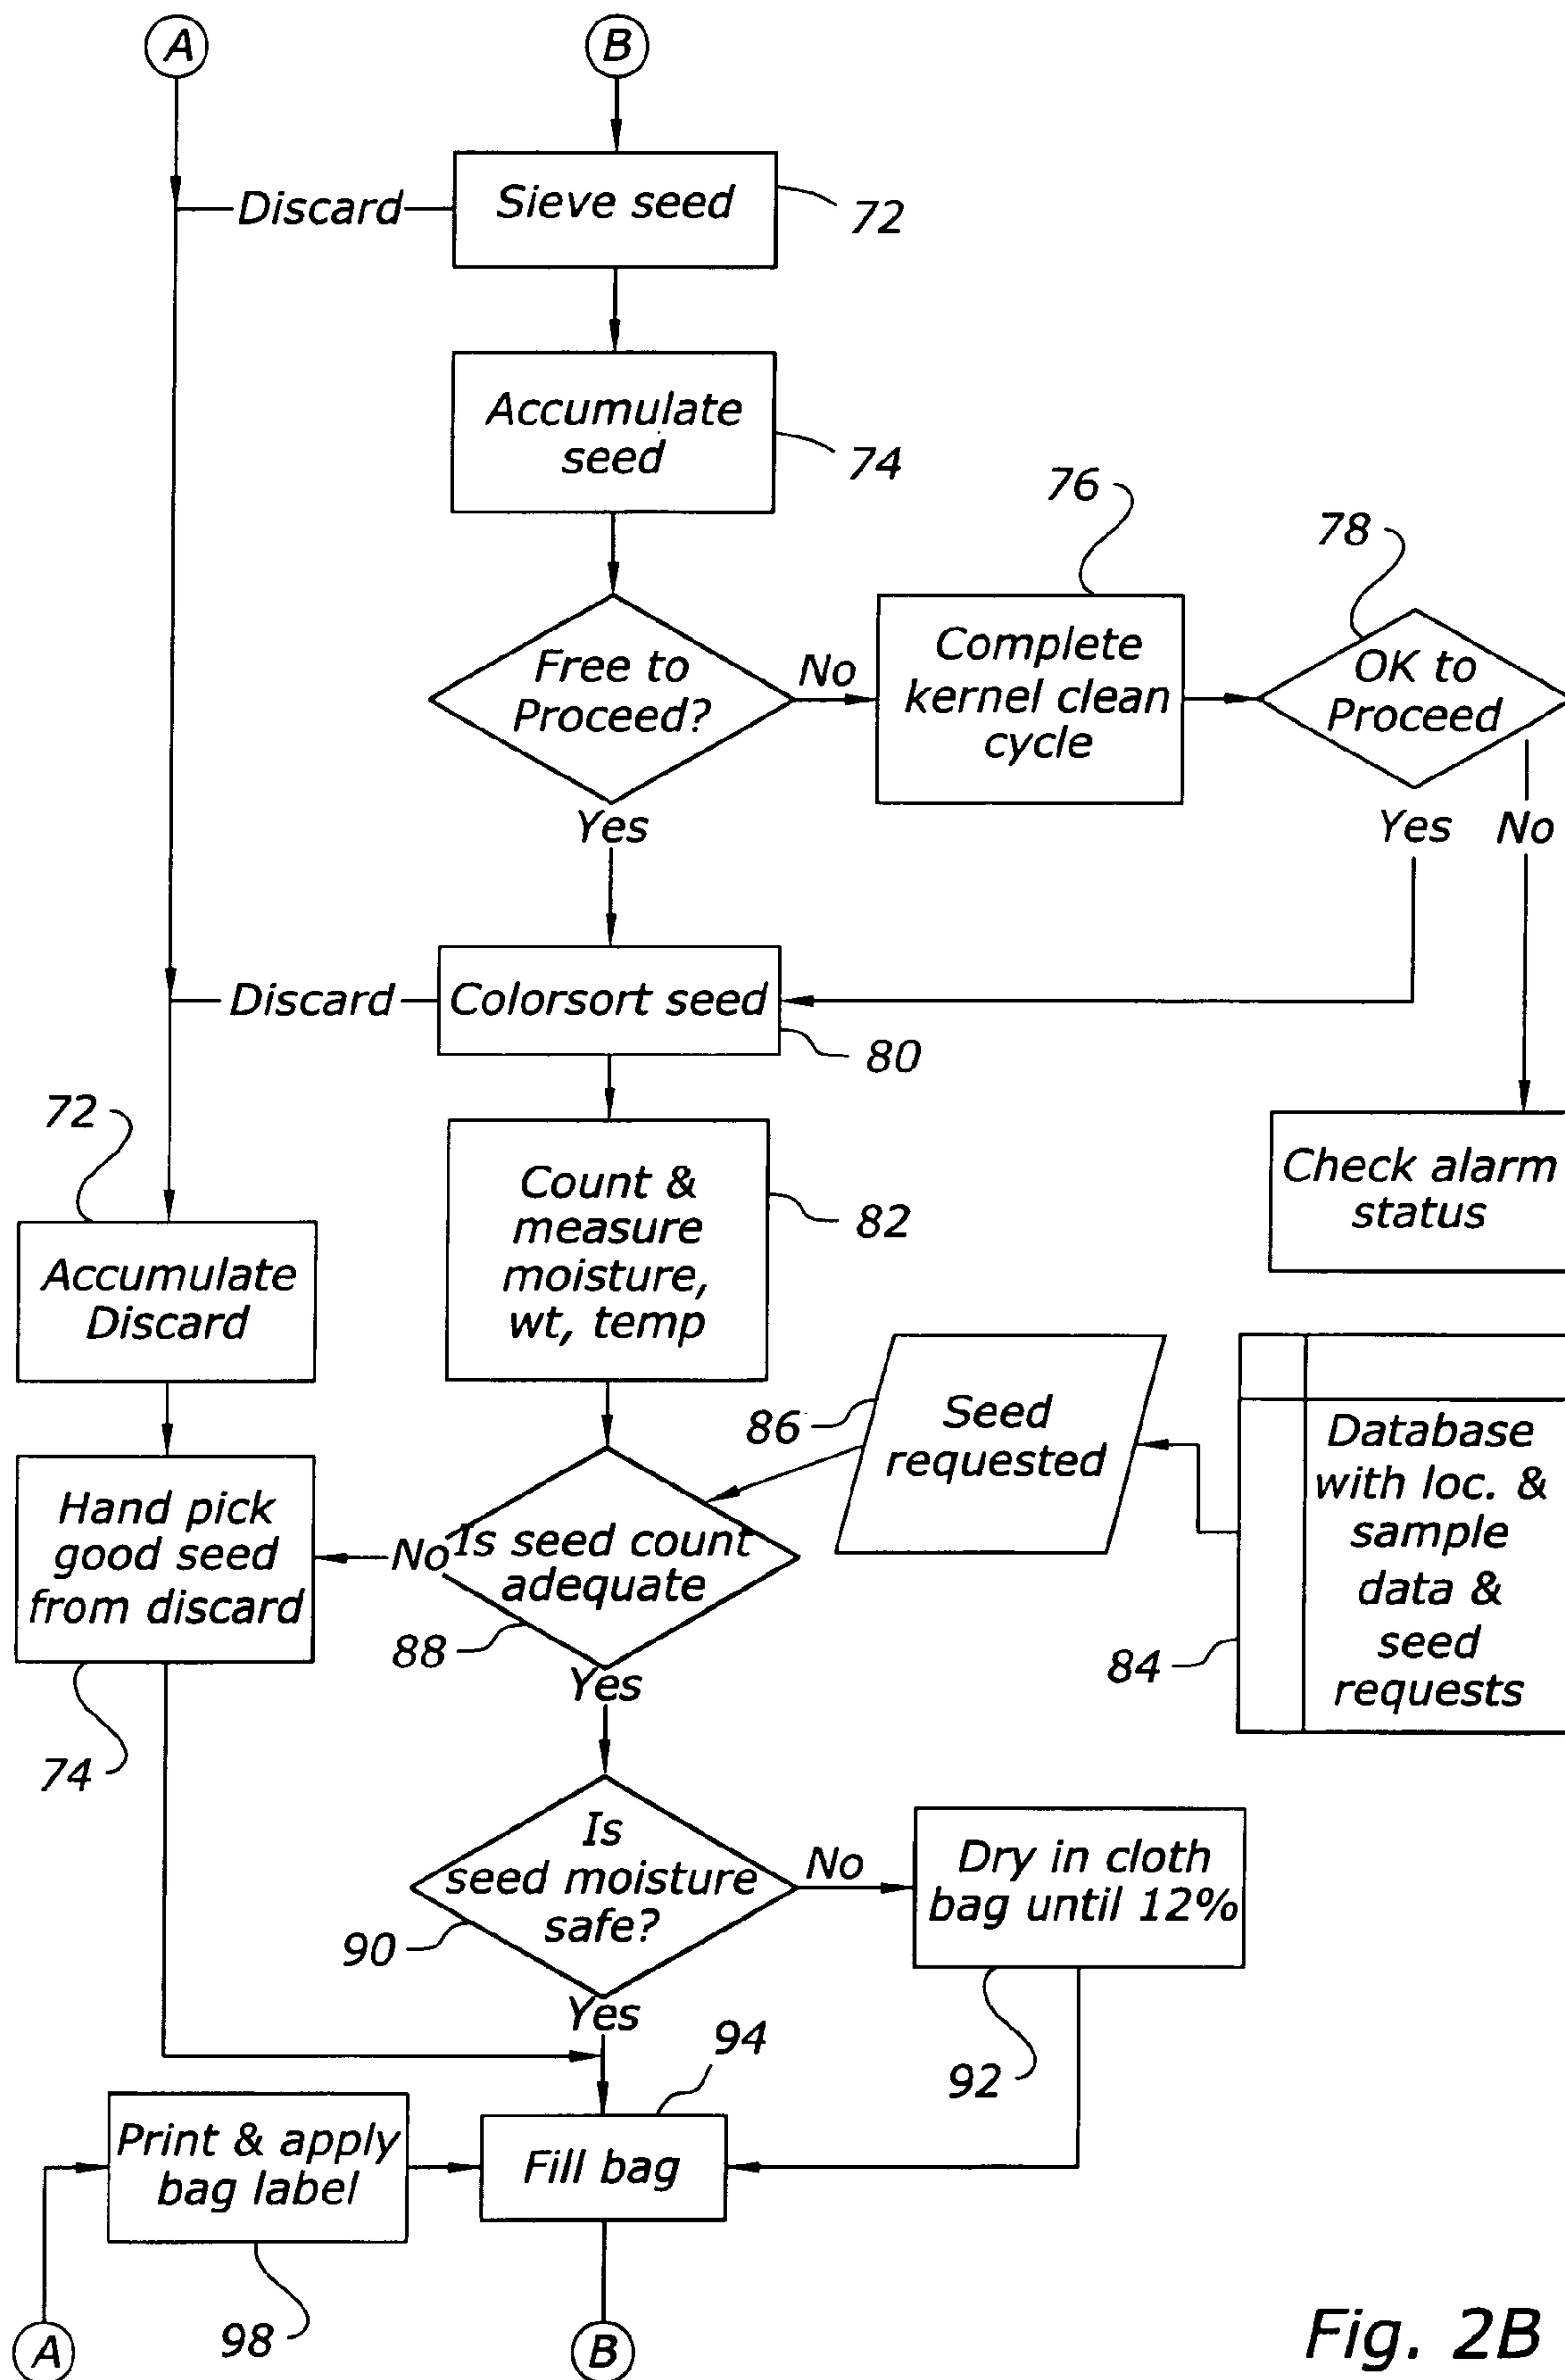 A
B
Discard
Sieve seed
72
Accumulate
seed
74
76
78
Free to
Proceed?
No
Complete
kernel clean
cycle
OK to
Proceed
Yes
Yes
No
Discard
Colorsort seed
80
72
Count &
measure
moisture,
wt, temp
82
Check alarm
status
Accumulate
Discard
86
Seed
requested
Database
with loc. &
sample
data &
seed
requests
84
Hand pick
good seed
from discard
No
Is seed count
adequate
88
Yes
74
Is
seed moisture
safe?
90
No
Dry in cloth
bag until 12%
Yes
92
94
Print & apply
bag label
Fill bag
98
A
B
Fig. 2B